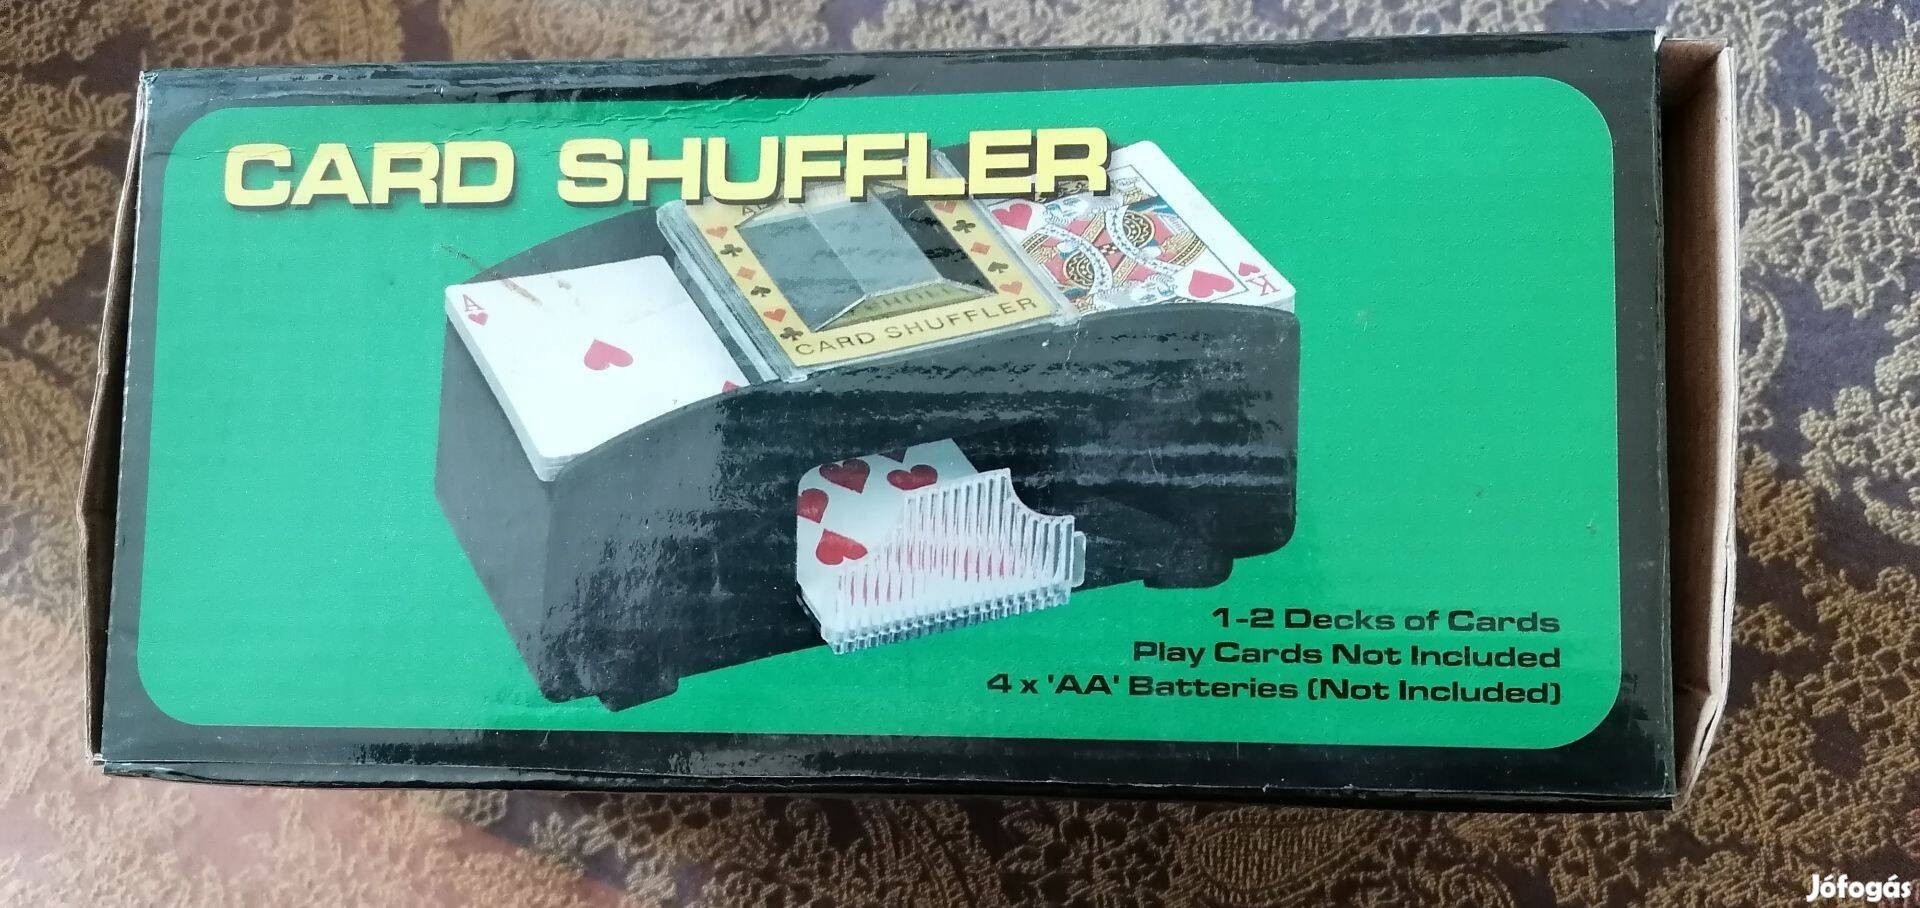 CARD SHUFFLER
A
K
CARD SHUFFLER
1-2 Decks of Cards
Play Cards Not Included
4 x 'AA' Batteries (Not Included)
Jófogás